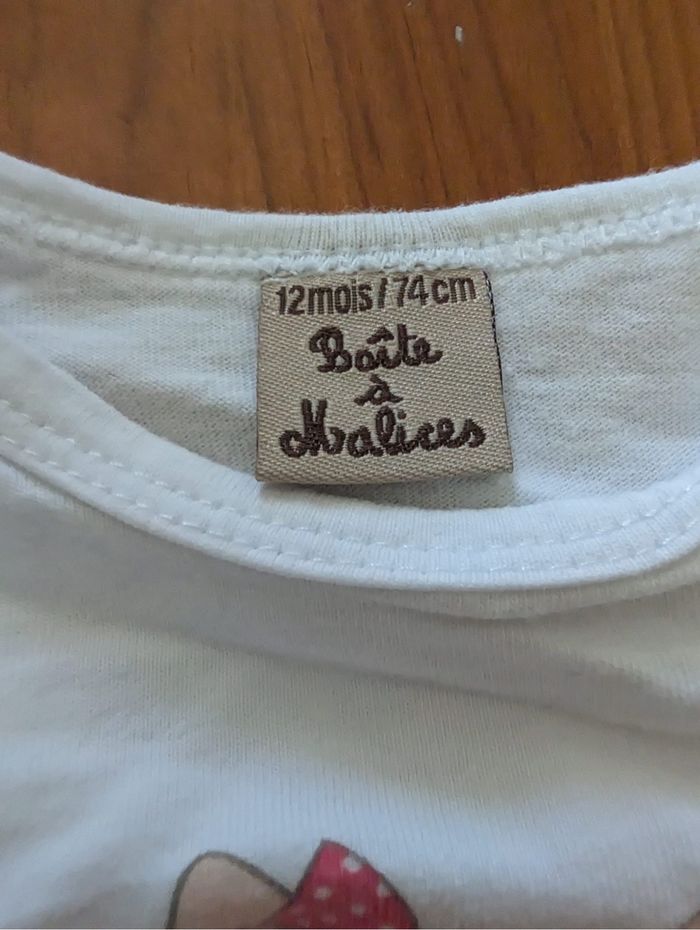 12mois / 74cm
Boîte
à
Malices